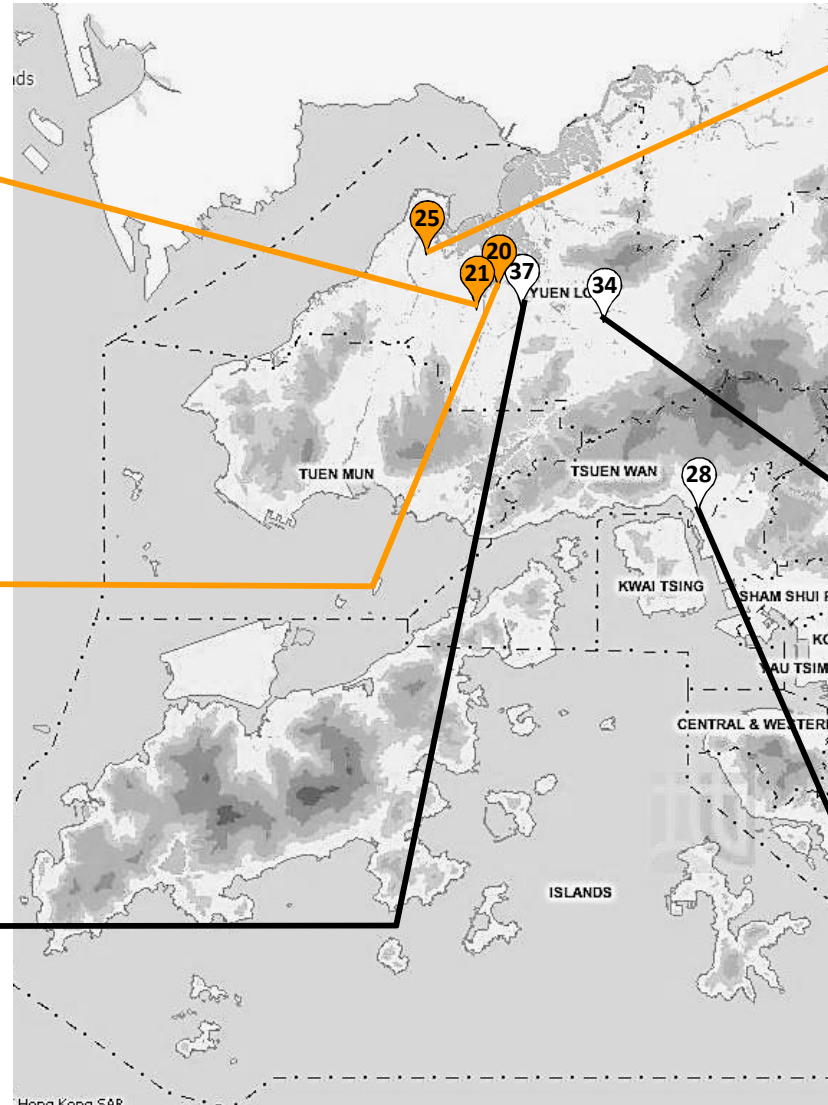 ds
25
20
21
37
YUEN LO
34
TUEN MUN
TSUEN WAN
28
KWAI TSING
SHAM SHUI P
KO
YAU TSIM
CENTRAL & WESTERN
ISLANDS
Hong Kong SAR